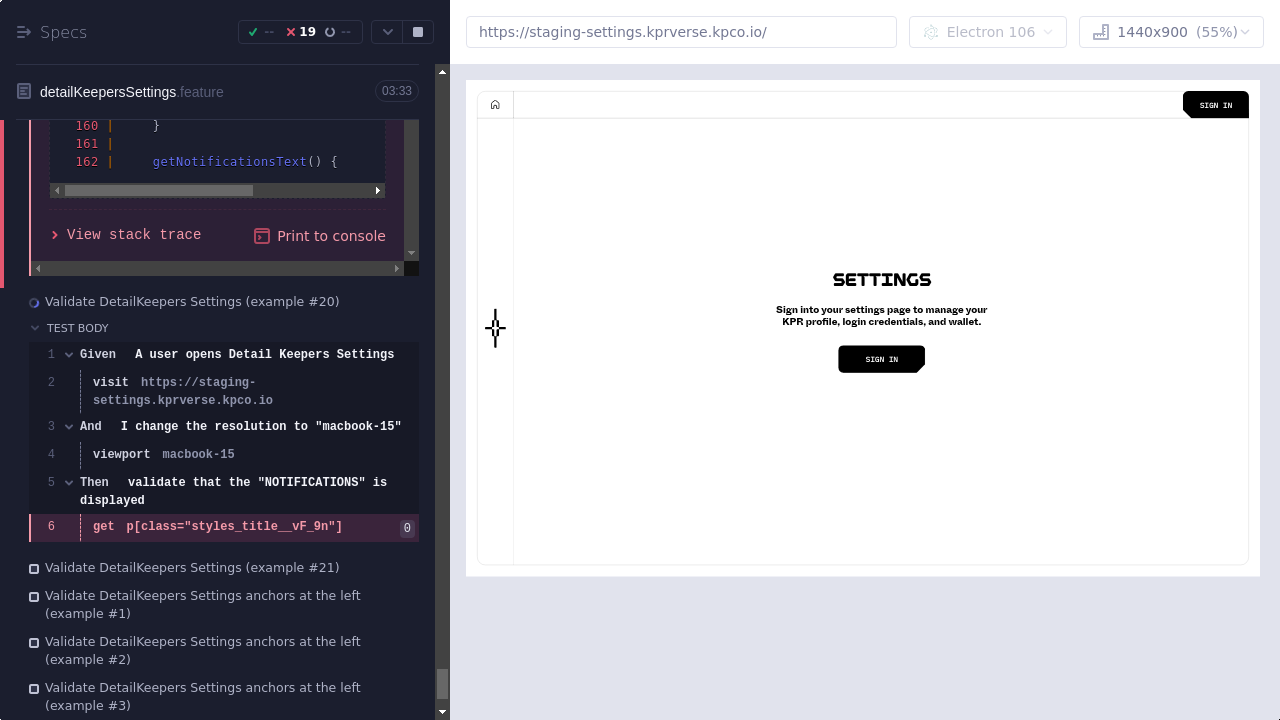 Specs
-- 19 --
https://staging-settings.kprverse.kpco.io/
Electron 106
1440x900 (55%)
detailKeepersSettings.feature
03:33
160 | }
161 |
162 | getNotificationsText() {
View stack trace
Print to console
Validate DetailKeepers Settings (example #20)
TEST BODY
1 Given A user opens Detail Keepers Settings
2 visit https://staging-
settings.kprverse.kpco.io
3 And I change the resolution to "macbook-15"
4 viewport macbook-15
5 Then validate that the "NOTIFICATIONS" is
displayed
6 get p[class="styles_title__vF_9n"] 0
Validate DetailKeepers Settings (example #21)
Validate DetailKeepers Settings anchors at the left
(example #1)
Validate DetailKeepers Settings anchors at the left
(example #2)
Validate DetailKeepers Settings anchors at the left
(example #3)
SIGN IN
SETTINGS
Sign into your settings page to manage your
KPR profile, login credentials, and wallet.
SIGN IN